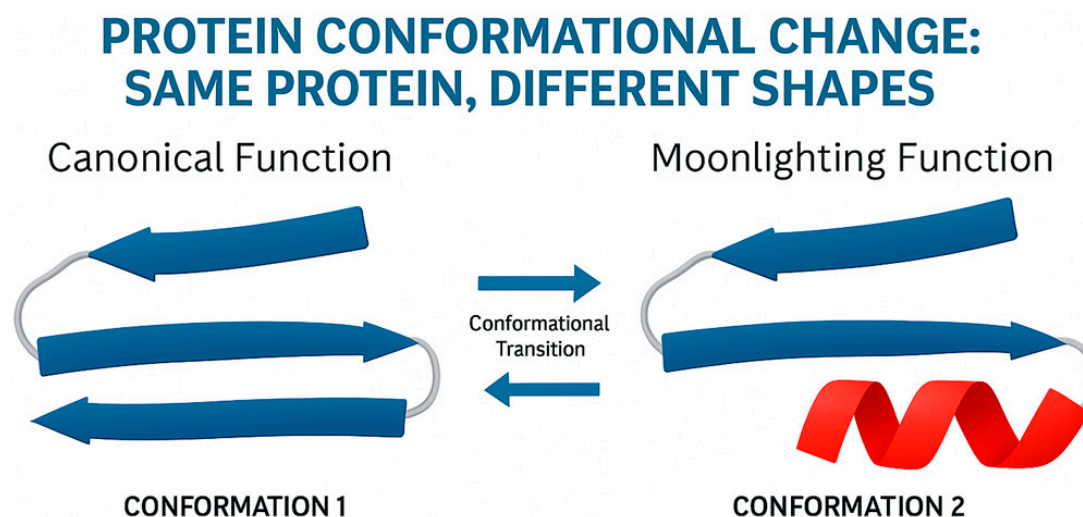 PROTEIN CONFORMATIONAL CHANGE:
SAME PROTEIN, DIFFERENT SHAPES
Canonical Function
Moonlighting Function
Conformational
Transition
CONFORMATION 1
CONFORMATION 2